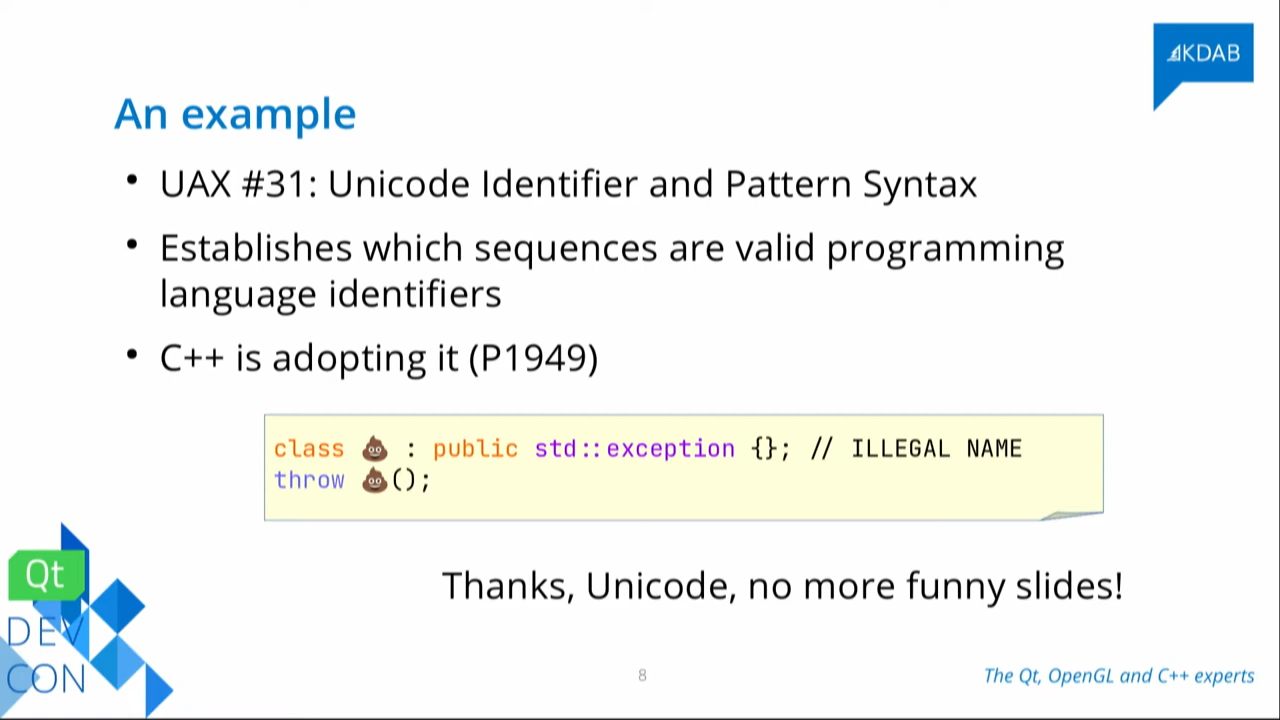 KDAB
An example
• UAX #31: Unicode Identifier and Pattern Syntax
• Establishes which sequences are valid programming
language identifiers
• C++ is adopting it (P1949)
class 💩 : public std::exception {}; // ILLEGAL NAME
throw 💩();
Thanks, Unicode, no more funny slides!
Qt
DEV
CON
8
The Qt, OpenGL and C++ experts